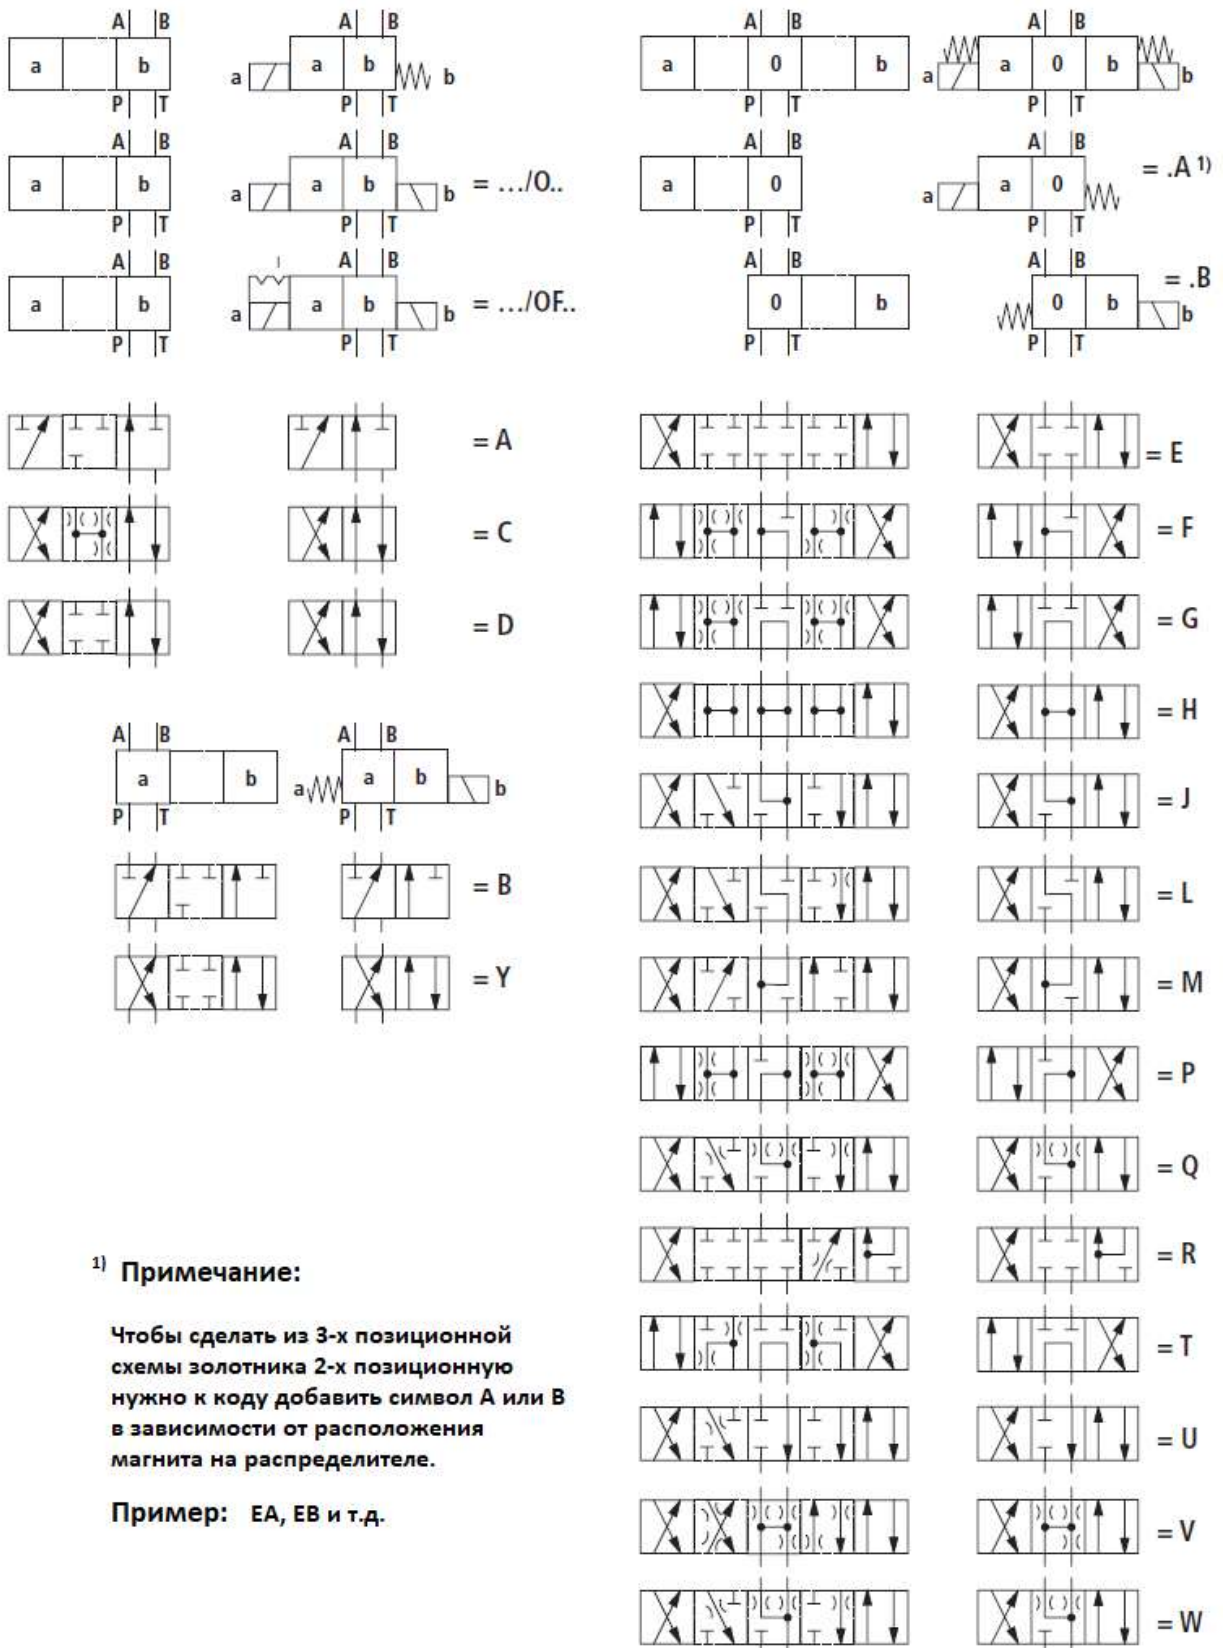 A B
a b
P T
A B
a a b b
P T
A B
a 0 b
P T
A B
a a 0 b b
P T
A B
a b
P T
A B
a a b b = .../O..
P T
A B
a 0
P T
A B
a a 0 = .A 1)
P T
A B
a b
P T
A B
a a b b = .../OF..
P T
A B
0 b
P T
A B
0 b b = .B
P T
= A
= C
= D
A B
a b
P T
A B
a a b b
P T
= B
= Y
= E
= F
= G
= H
= J
= L
= M
= P
= Q
= R
= T
= U
= V
= W
1) Примечание:
Чтобы сделать из 3-х позиционной
схемы золотника 2-х позиционную
нужно к коду добавить символ А или В
в зависимости от расположения
магнита на распределителе.
Пример: EA, EB и т.д.